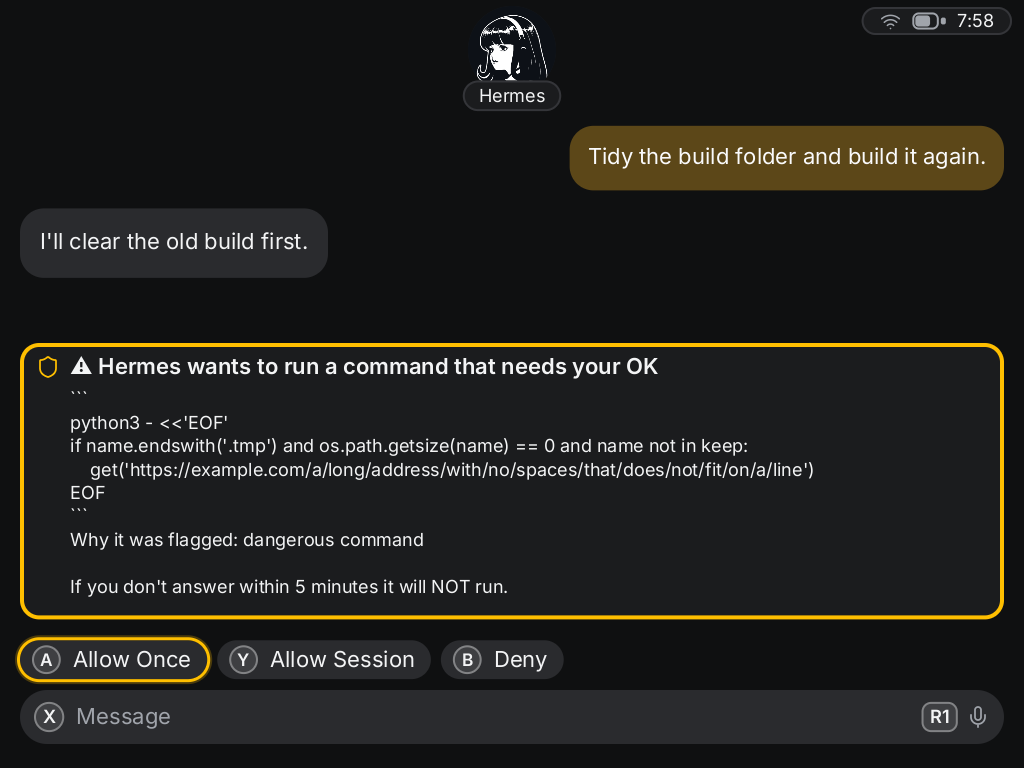 7:58
Hermes
Tidy the build folder and build it again.
I'll clear the old build first.
⚠ Hermes wants to run a command that needs your OK
```
python3 - <<'EOF'
if name.endswith('.tmp') and os.path.getsize(name) == 0 and name not in keep:
    get('https://example.com/a/long/address/with/no/spaces/that/does/not/fit/on/a/line')
EOF
```
Why it was flagged: dangerous command
If you don't answer within 5 minutes it will NOT run.
A Allow Once Y Allow Session B Deny
X Message R1